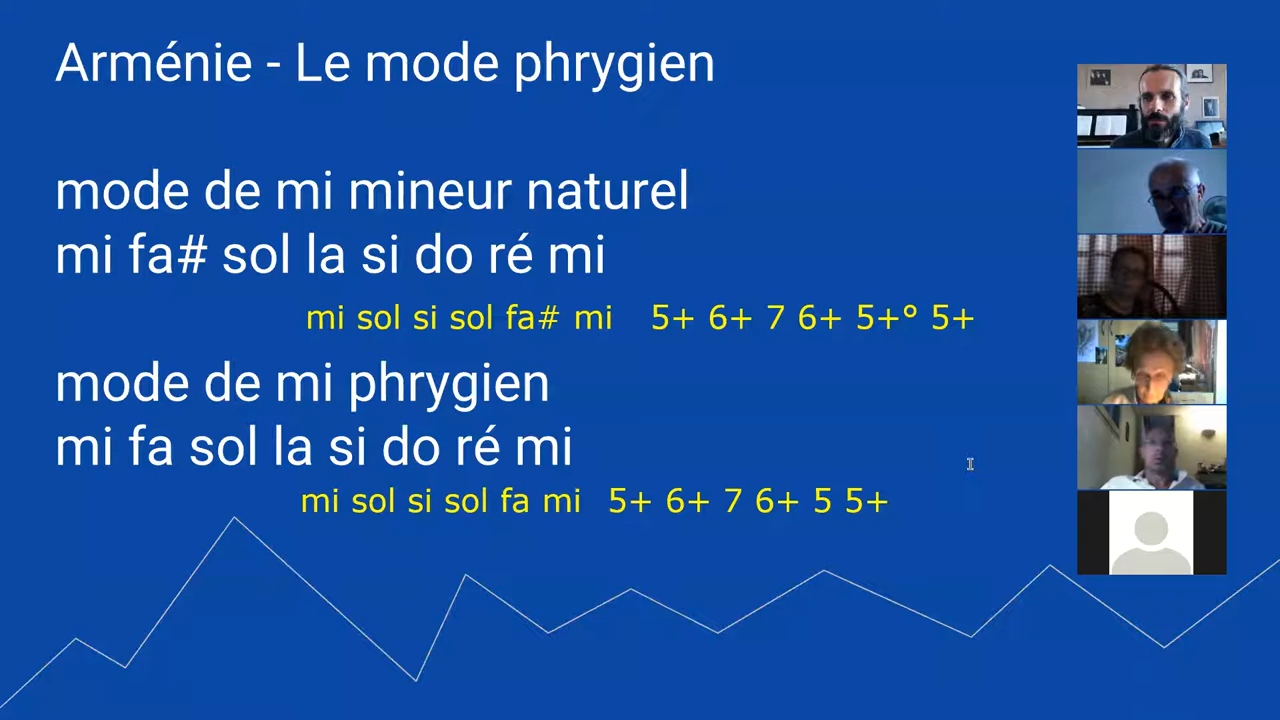 Arménie - Le mode phrygien
mode de mi mineur naturel
mi fa# sol la si do ré mi
mi sol si sol fa# mi 5+ 6+ 7 6+ 5+° 5+
mode de mi phrygien
mi fa sol la si do ré mi
mi sol si sol fa mi 5+ 6+ 7 6+ 5 5+